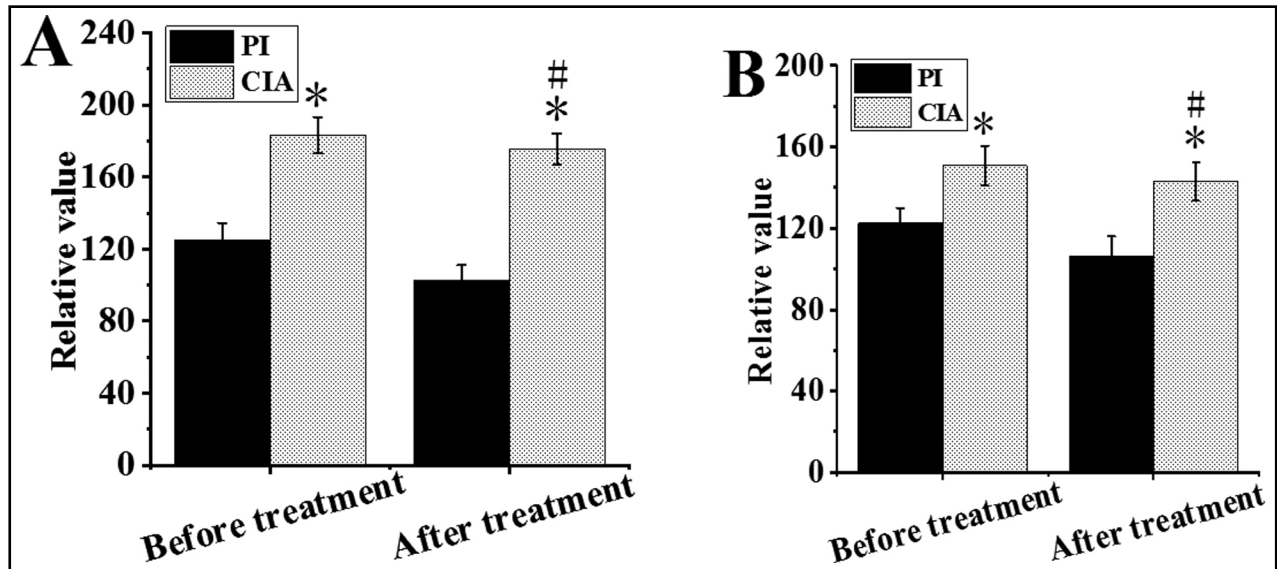 A
Relative value
240
200
160
120
80
40
0
PI
CIA
*
#
*
Before treatment
After treatment
B
Relative value
200
160
120
80
40
0
PI
CIA
*
#
*
Before treatment
After treatment